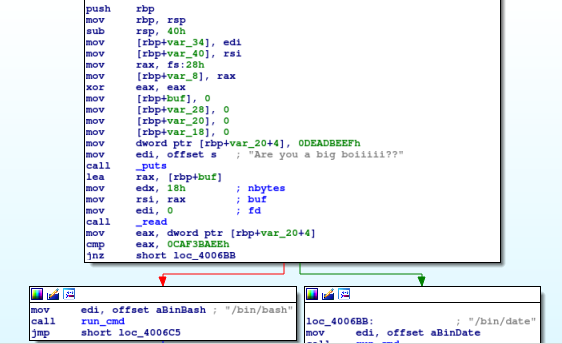 push rbp
mov rbp, rsp
sub rsp, 40h
mov [rbp+var_34], edi
mov [rbp+var_40], rsi
mov rax, fs:28h
mov [rbp+var_8], rax
xor eax, eax
mov [rbp+buf], 0
mov [rbp+var_28], 0
mov [rbp+var_20], 0
mov [rbp+var_18], 0
mov dword ptr [rbp+var_20+4], 0DEADBEEFh
mov edi, offset s ; "Are you a big boiiiii??"
call _puts
lea rax, [rbp+buf]
mov edx, 18h ; nbytes
mov rsi, rax ; buf
mov edi, 0 ; fd
call _read
mov eax, dword ptr [rbp+var_20+4]
cmp eax, 0CAF3BAEEh
jnz short loc_4006BB
mov edi, offset aBinBash ; "/bin/bash"
call run_cmd
jmp short loc_4006C5
loc_4006BB: ; "/bin/date"
mov edi, offset aBinDate
call run_cmd